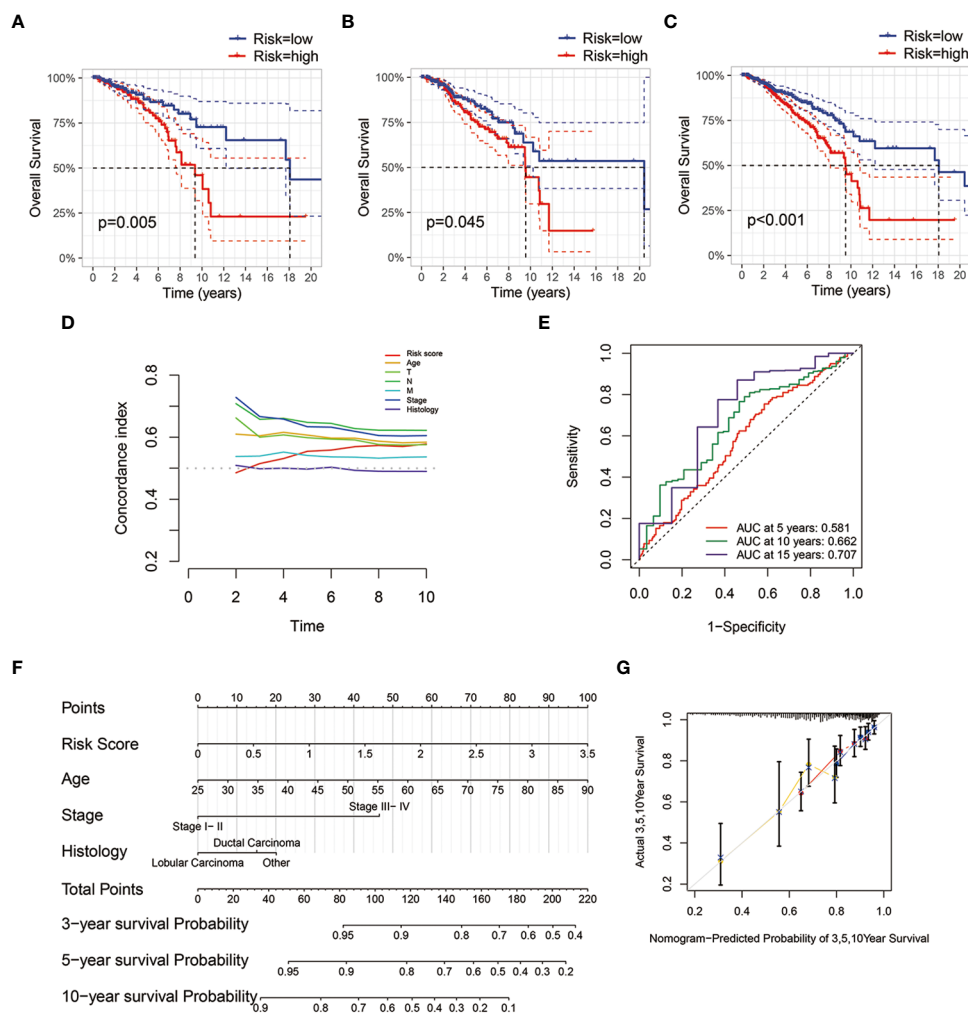 A
Risk=low
Risk=high
Overall Survival
100%
75%
50%
25%
0%
p=0.005
0 2 4 6 8 10 12 14 16 18 20
Time (years)
B
Risk=low
Risk=high
Overall Survival
100%
75%
50%
25%
0%
p=0.045
0 2 4 6 8 10 12 14 16 18 20
Time (years)
C
Risk=low
Risk=high
Overall Survival
100%
75%
50%
25%
0%
p<0.001
0 2 4 6 8 10 12 14 16 18 20
Time (years)
D
Risk score
Age
T
N
M
Stage
Histology
Concordance index
0.8
0.6
0.4
0.2
0 2 4 6 8 10
Time
E
Sensitivity
1.0
0.8
0.6
0.4
0.2
0.0
AUC at 5 years: 0.581
AUC at 10 years: 0.662
AUC at 15 years: 0.707
0.0 0.2 0.4 0.6 0.8 1.0
1−Specificity
F
0 10 20 30 40 50 60 70 80 90 100
Points
Risk Score
0 0.5 1 1.5 2 2.5 3 3.5
Age
25 30 35 40 45 50 55 60 65 70 75 80 85 90
Stage III−IV
Stage
Stage I−II
Ductal Carcinoma
Histology
Lobular Carcinoma Other
Total Points
0 20 40 60 80 100 120 140 160 180 200 220
3−year survival Probability
0.95 0.9 0.8 0.7 0.6 0.5 0.4
5−year survival Probability
0.95 0.9 0.8 0.7 0.6 0.5 0.4 0.3 0.2
10−year survival Probability
0.9 0.8 0.7 0.6 0.5 0.4 0.3 0.2 0.1
G
Actual 3,5,10Year Survival
1.0
0.8
0.6
0.4
0.2
0.2 0.4 0.6 0.8 1.0
Nomogram−Predicted Probability of 3,5,10Year Survival